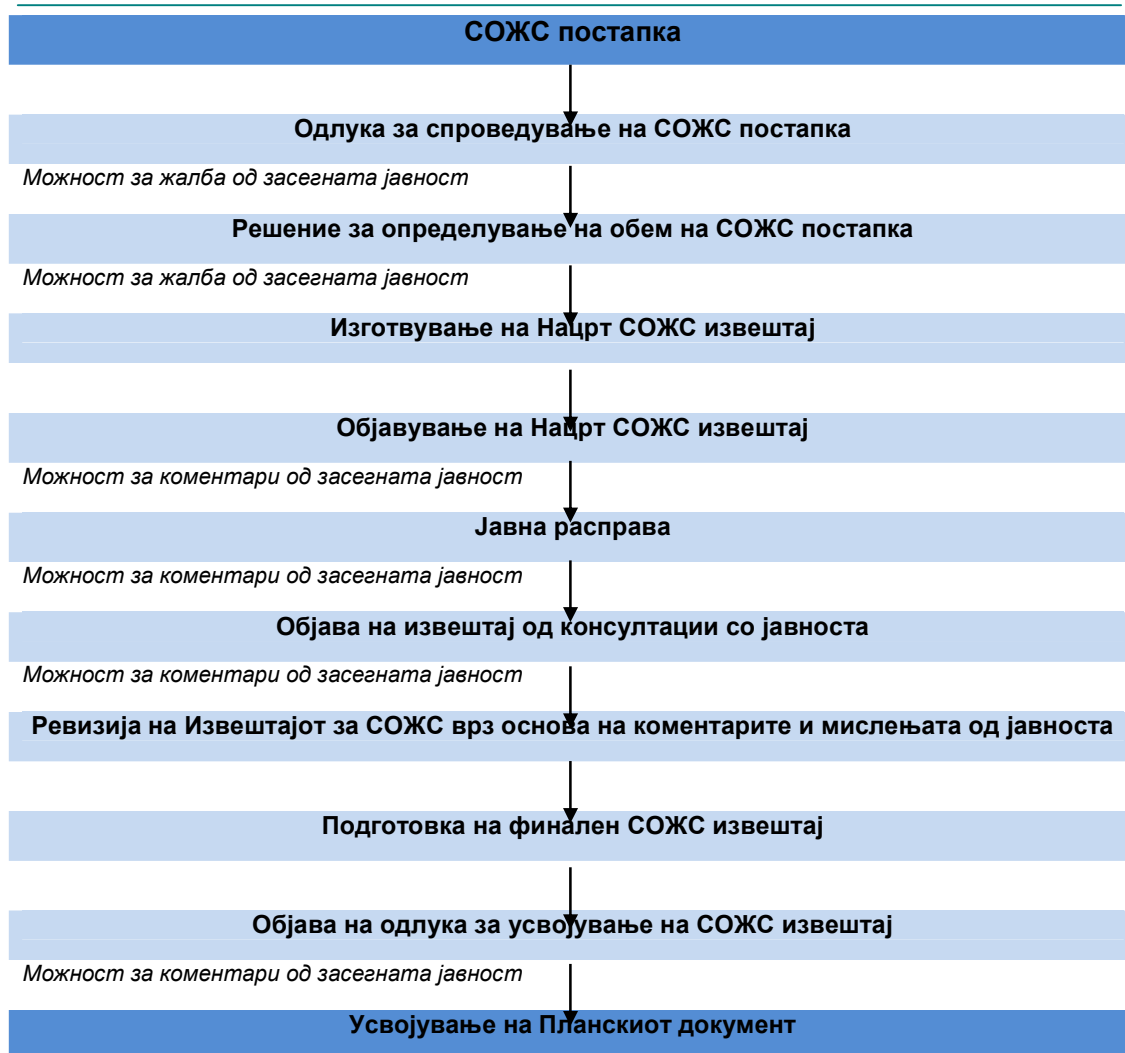 СОЖС постапка
Одлука за спроведување на СОЖС постапка
Можност за жалба од засегната јавност
Решение за определување на обем на СОЖС постапка
Можност за жалба од засегната јавност
Изготвување на Нацрт СОЖС извештај
Објавување на Нацрт СОЖС извештај
Можност за коментари од засегната јавност
Јавна расправа
Можност за коментари од засегната јавност
Објава на извештај од консултации со јавноста
Можност за коментари од засегната јавност
Ревизија на Извештајот за СОЖС врз основа на коментарите и мислењата од јавноста
Подготовка на финален СОЖС извештај
Објава на одлука за усвојување на СОЖС извештај
Можност за коментари од засегната јавност
Усвојување на Планскиот документ